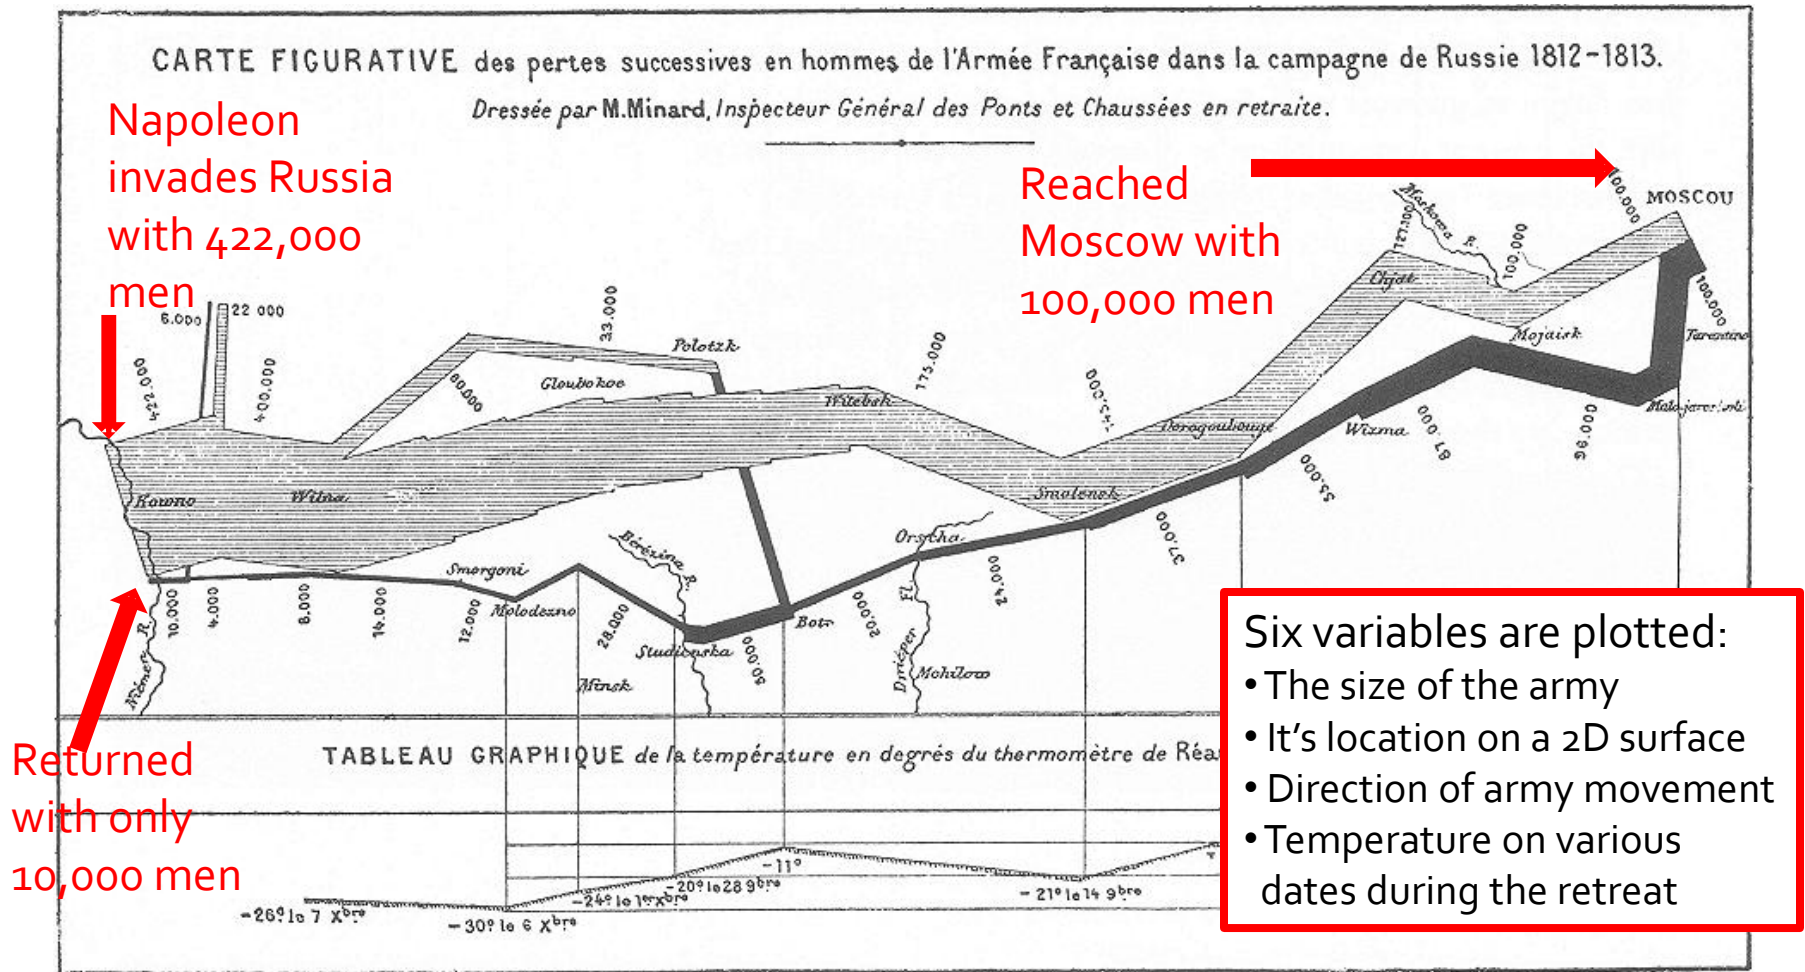 CARTE FIGURATIVE des pertes successives en hommes de l'Armée Française dans la campagne de Russie 1812-1813.
Dressée par M.Minard, Inspecteur Général des Ponts et Chaussées en retraite.
Napoleon
invades Russia
with 422,000
men
Reached
Moscow with
100,000 men
MOSCOU
100.000
127.100
Moskowa R.
100.000
100.000
Chjat
Mojaisk
Tarantino
6.000
22 000
422.000
400.000
60.000
33.000
Polotzk
Gloubokoe
175.000
Witebsk
145.000
Dorogoubouge
Wizma
87.000
96.000
55.000
37.000
Smolensk
Kowno
Wilna
Orscha
24.000
Bérézina R.
Smorgoni
Molodezno
10.000
4.000
8.000
14.000
12.000
28.000
Studienska
50.000
Botr
20.000
Dniéper Fl.
Mohilow
Minsk
Niémen R.
Six variables are plotted:
• The size of the army
• It's location on a 2D surface
• Direction of army movement
• Temperature on various
dates during the retreat
Returned
with only
10,000 men
TABLEAU GRAPHIQUE de la température en degrés du thermomètre de Réa
-26° le 7 Xbre
-30° le 6 Xbre
-24° le 1er Xbre
-20° le 28 9bre
-11°
-21° le 14 9bre